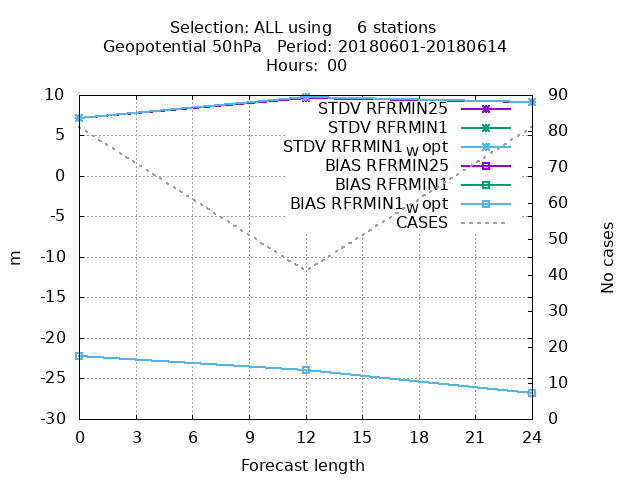 Selection: ALL using 6 stations
Geopotential 50hPa Period: 20180601-20180614
Hours: 00
STDV RFRMIN25
STDV RFRMIN1
STDV RFRMIN1_w opt
BIAS RFRMIN25
BIAS RFRMIN1
BIAS RFRMIN1_w opt
CASES
10
5
0
-5
-10
-15
-20
-25
-30
m
90
80
70
60
50
40
30
20
10
0
No cases
0 3 6 9 12 15 18 21 24
Forecast length